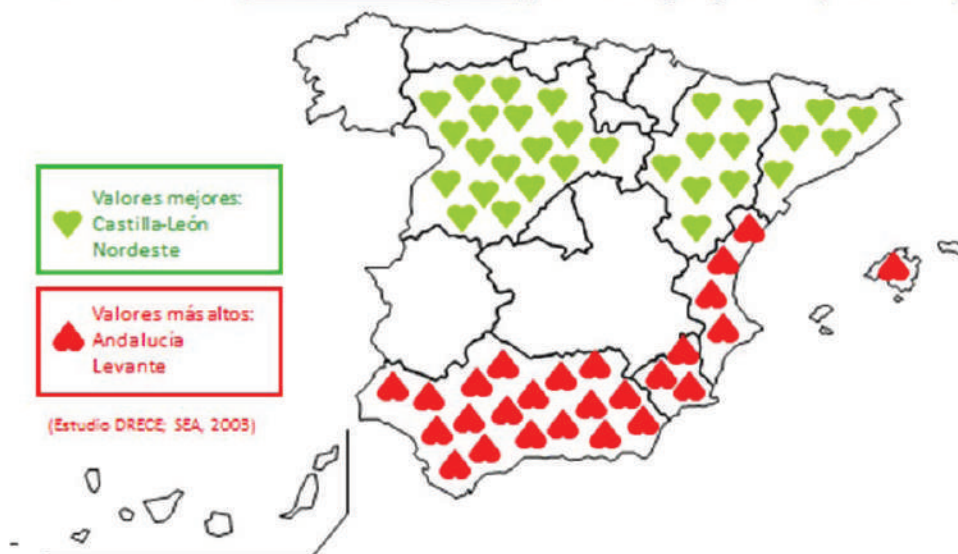 Valores mejores:
Castilla-León
Nordeste
Valores más altos:
Andalucía
Levante
(Estudio DRECE; SEA, 2003)